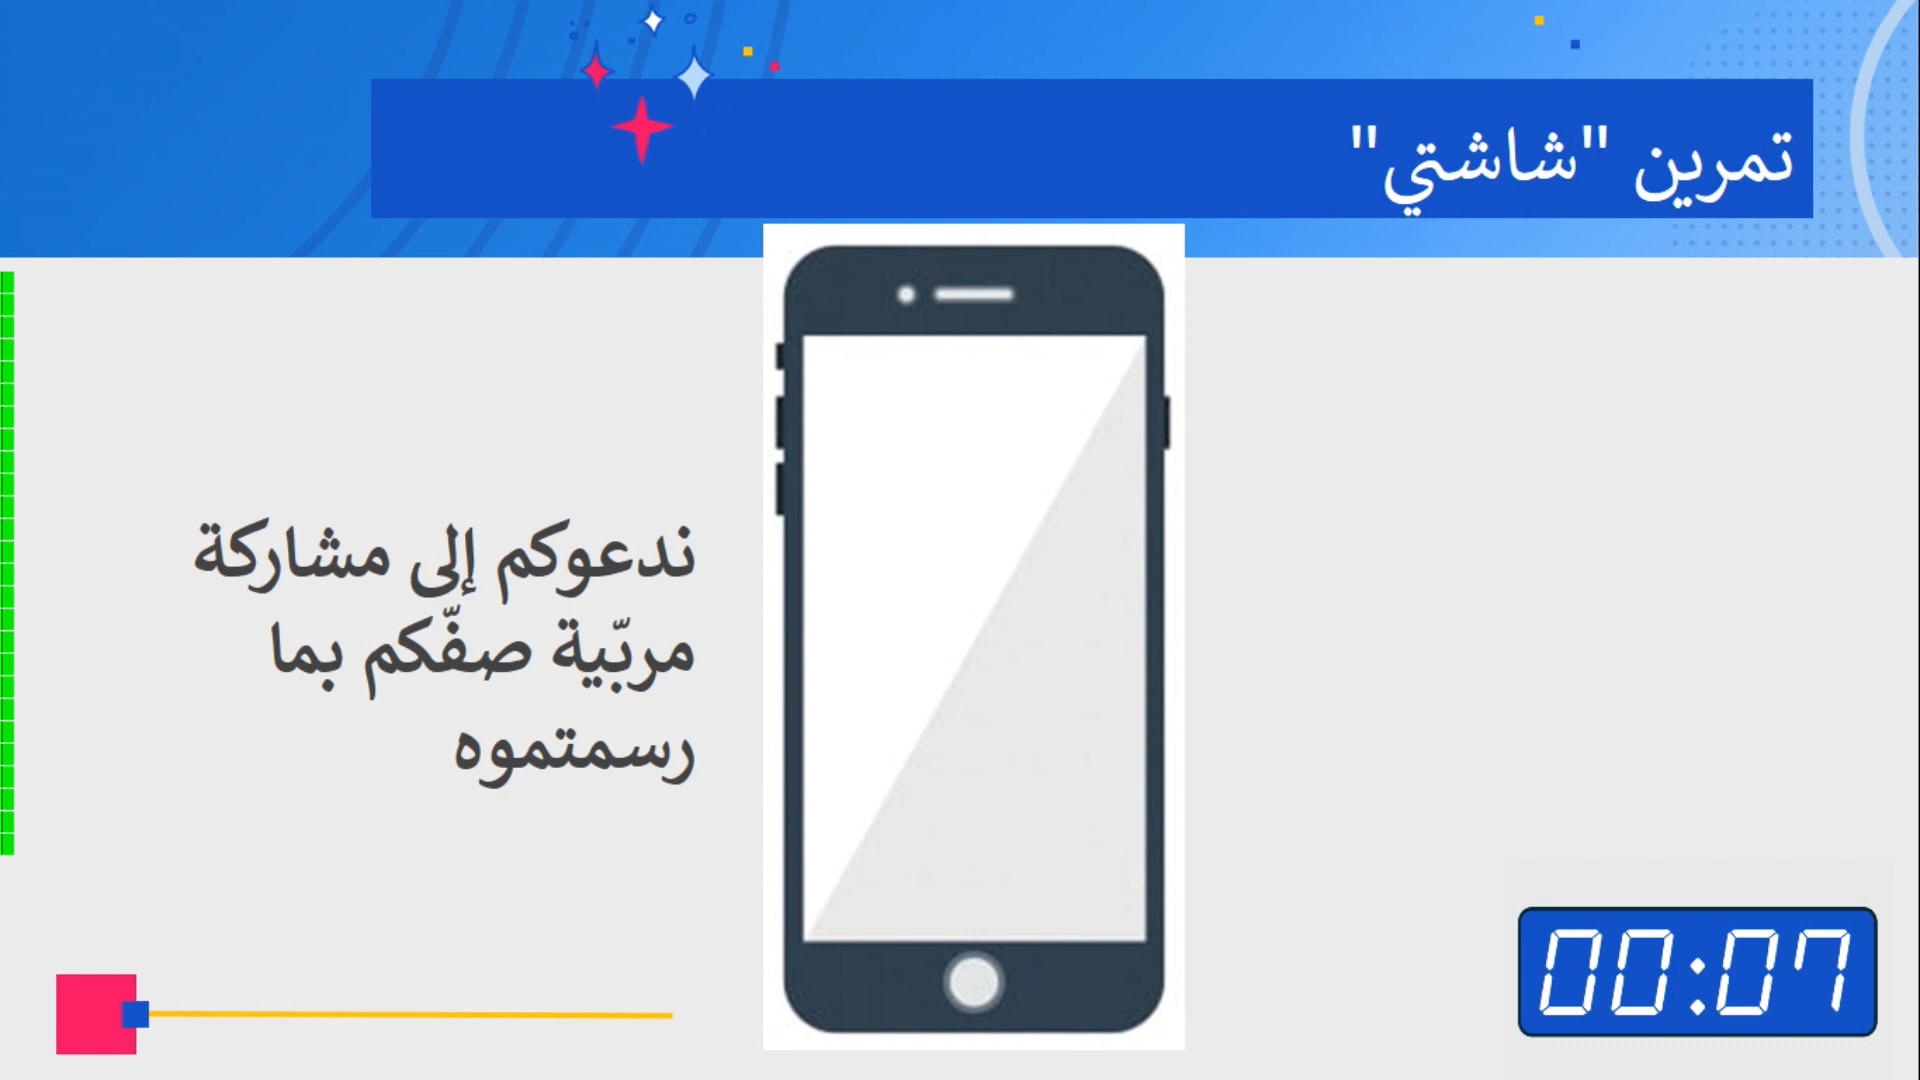 تمرين "شاشتي"
ندعوكم إلى مشاركة
مربّية صفّكم بما
رسمتموه
00:07